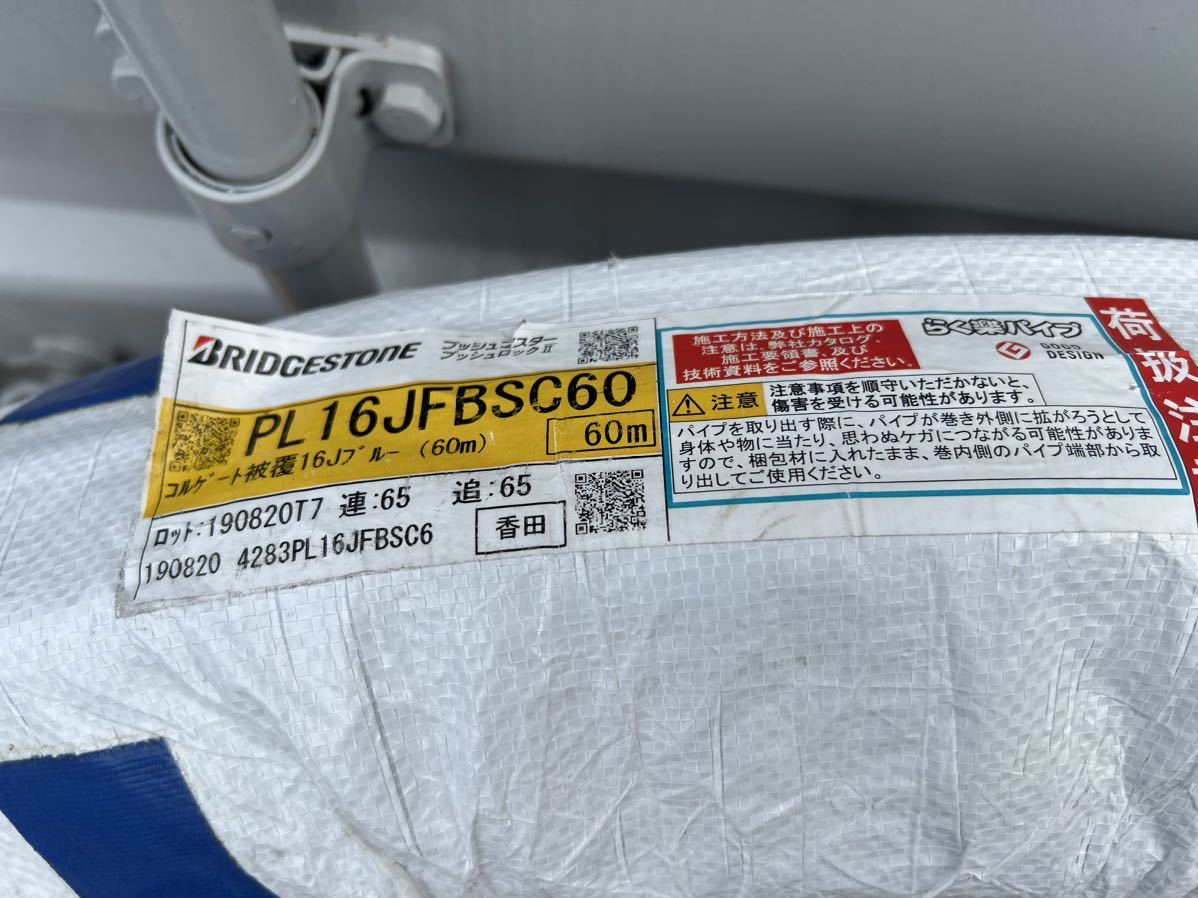 BRIDGESTONE
プッシュマスター
プッシュロックⅡ
PL16JFBSC60
コルゲート被覆16Jブルー (60m)
60m
ロット:190820T7 連:65 追:65
香田
190820 4283PL16JFBSC6
施工方法及び施工上の
注意は、弊社カタログ、
施工要領書、及び
技術資料をご参照ください。
らく楽パイプ
GOOD
DESIGN
注意
注意事項を順守いただかないと、
傷害を受ける可能性があります。
パイプを取り出す際に、パイプが巻き外側に拡がろうとして
身体や物に当たり、思わぬケガにつながる可能性がありま
すので、梱包材に入れたまま、巻内側のパイプ端部から取
り出してご使用ください。
荷扱注